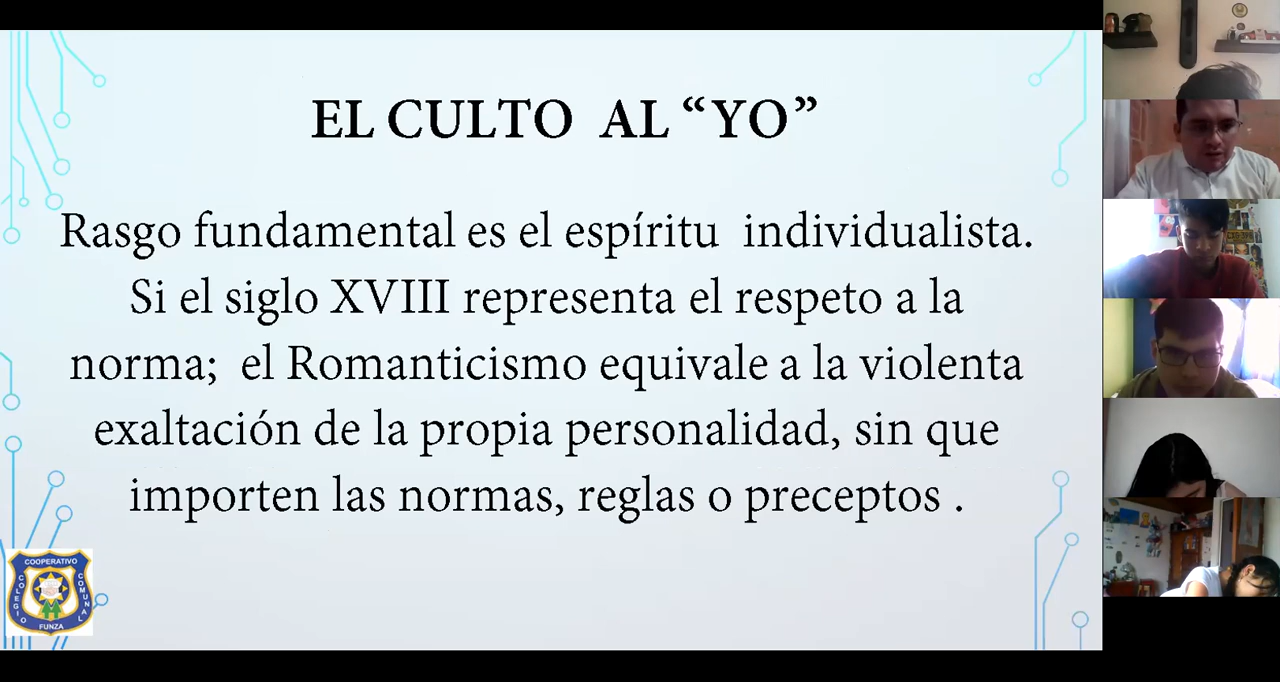 EL CULTO AL “YO”
Rasgo fundamental es el espíritu individualista.
Si el siglo XVIII representa el respeto a la
norma; el Romanticismo equivale a la violenta
exaltación de la propia personalidad, sin que
importen las normas, reglas o preceptos .
COOPERATIVO
COLEGIO
COMUNAL
FUNZA